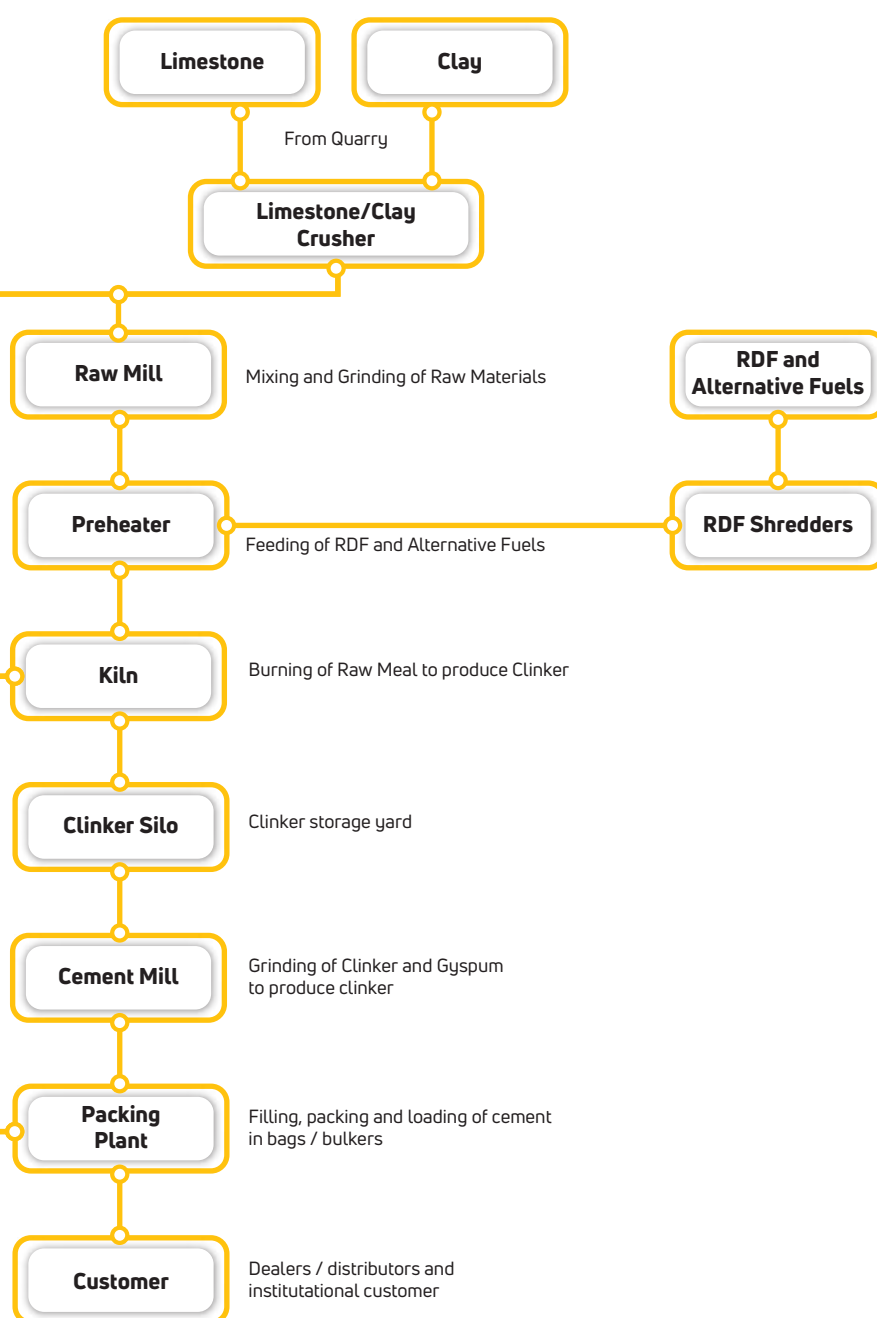 Limestone
Clay
From Quarry
Limestone/Clay
Crusher
Raw Mill
Mixing and Grinding of Raw Materials
RDF and
Alternative Fuels
Preheater
Feeding of RDF and Alternative Fuels
RDF Shredders
Kiln
Burning of Raw Meal to produce Clinker
Clinker Silo
Clinker storage yard
Cement Mill
Grinding of Clinker and Gyspum
to produce clinker
Packing
Plant
Filling, packing and loading of cement
in bags / bulkers
Customer
Dealers / distributors and
institutational customer